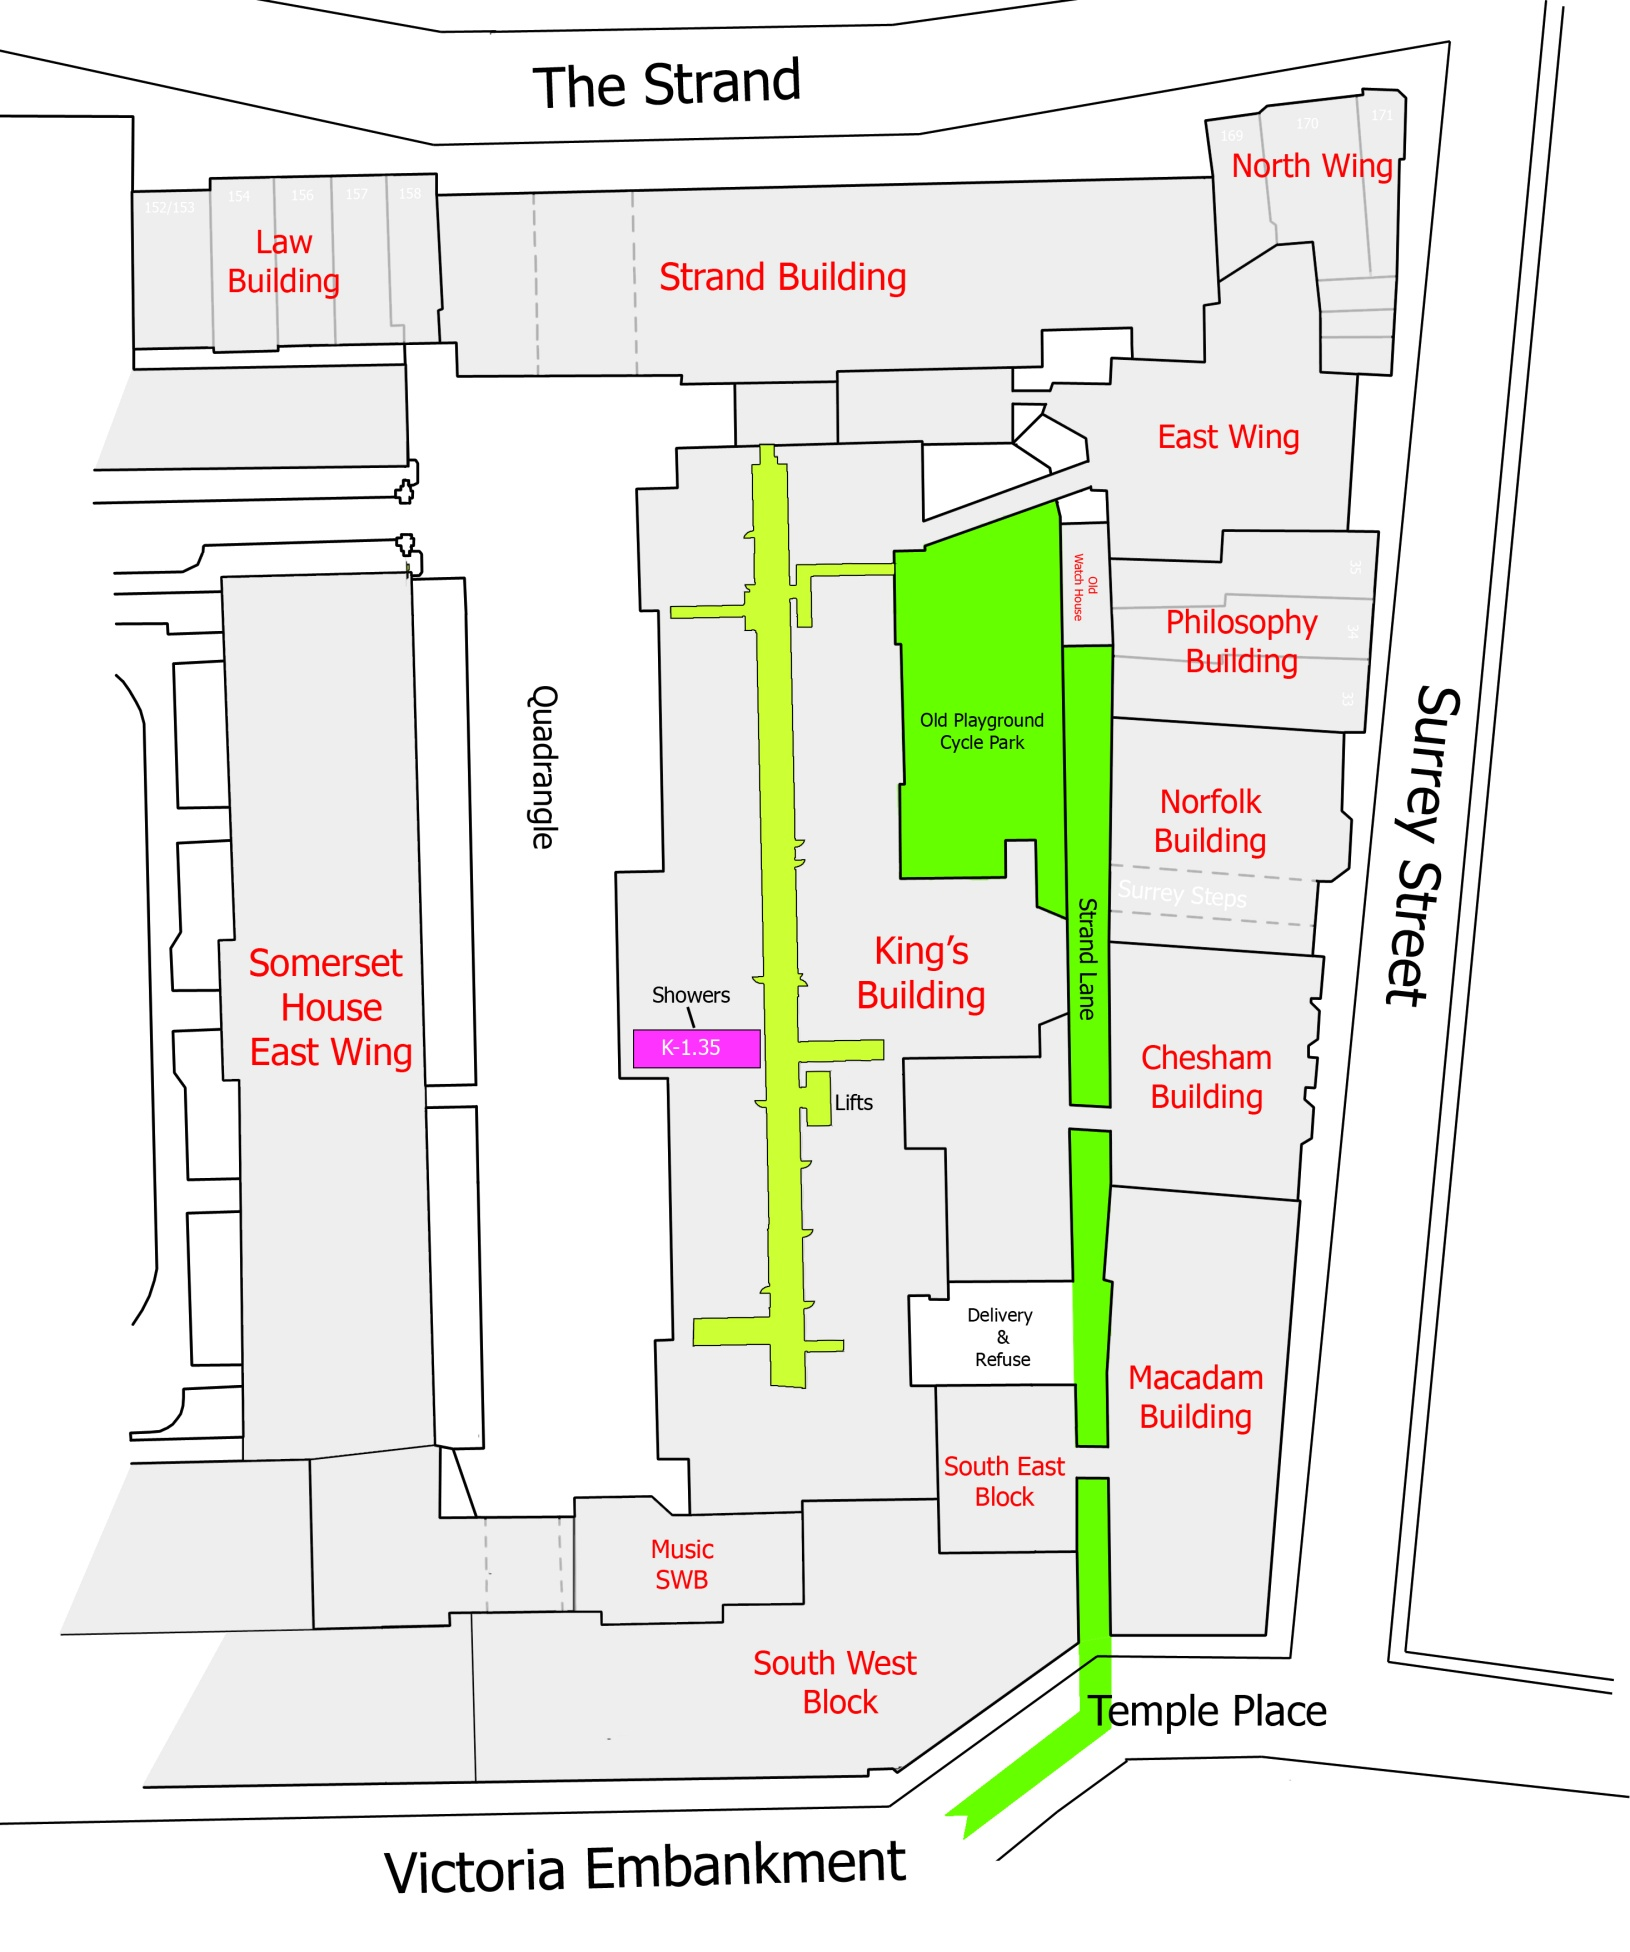 The Strand
169
170
171
North Wing
152/153
154
156
157
158
Law
Building
Strand Building
East Wing
Old
Watch House
35
34
33
Philosophy
Building
Old Playground
Cycle Park
Quadrangle
Surrey Street
Norfolk
Building
Surrey Steps
Strand Lane
King's
Building
Somerset
House
East Wing
Showers
K-1.35
Lifts
Chesham
Building
Delivery
&
Refuse
Macadam
Building
South East
Block
Music
SWB
South West
Block
Temple Place
Victoria Embankment